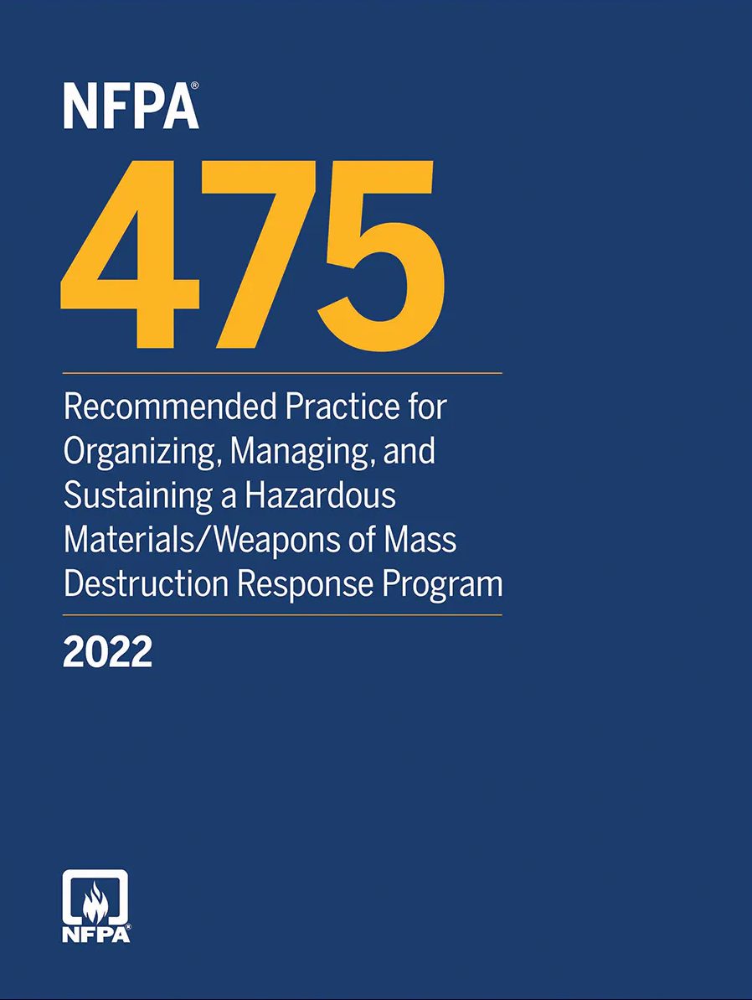 NFPA®
475
Recommended Practice for
Organizing, Managing, and
Sustaining a Hazardous
Materials/Weapons of Mass
Destruction Response Program
2022
NFPA®